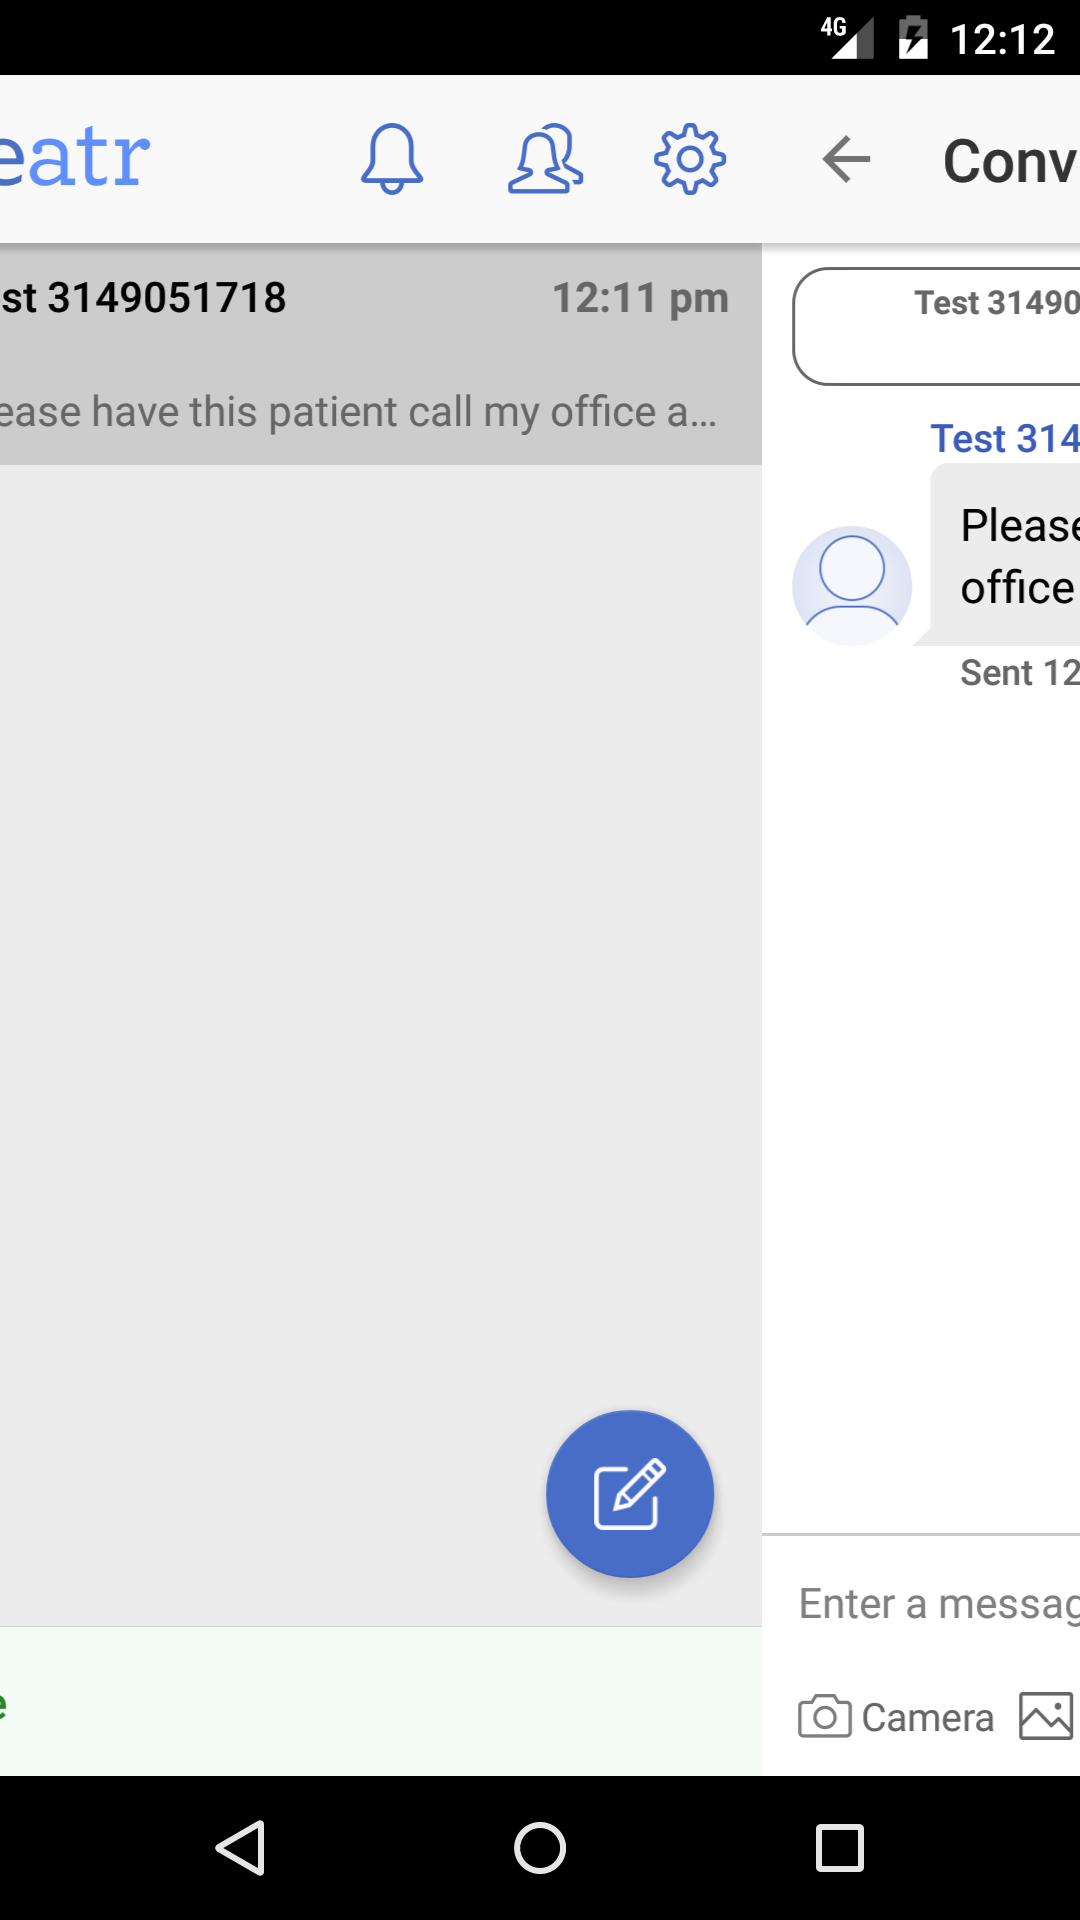 4G 12:12
eatr
Conv
st 3149051718
12:11 pm
ease have this patient call my office a...
Test 31490
Test 314
Please
office
Sent 12
Enter a messag
e
Camera